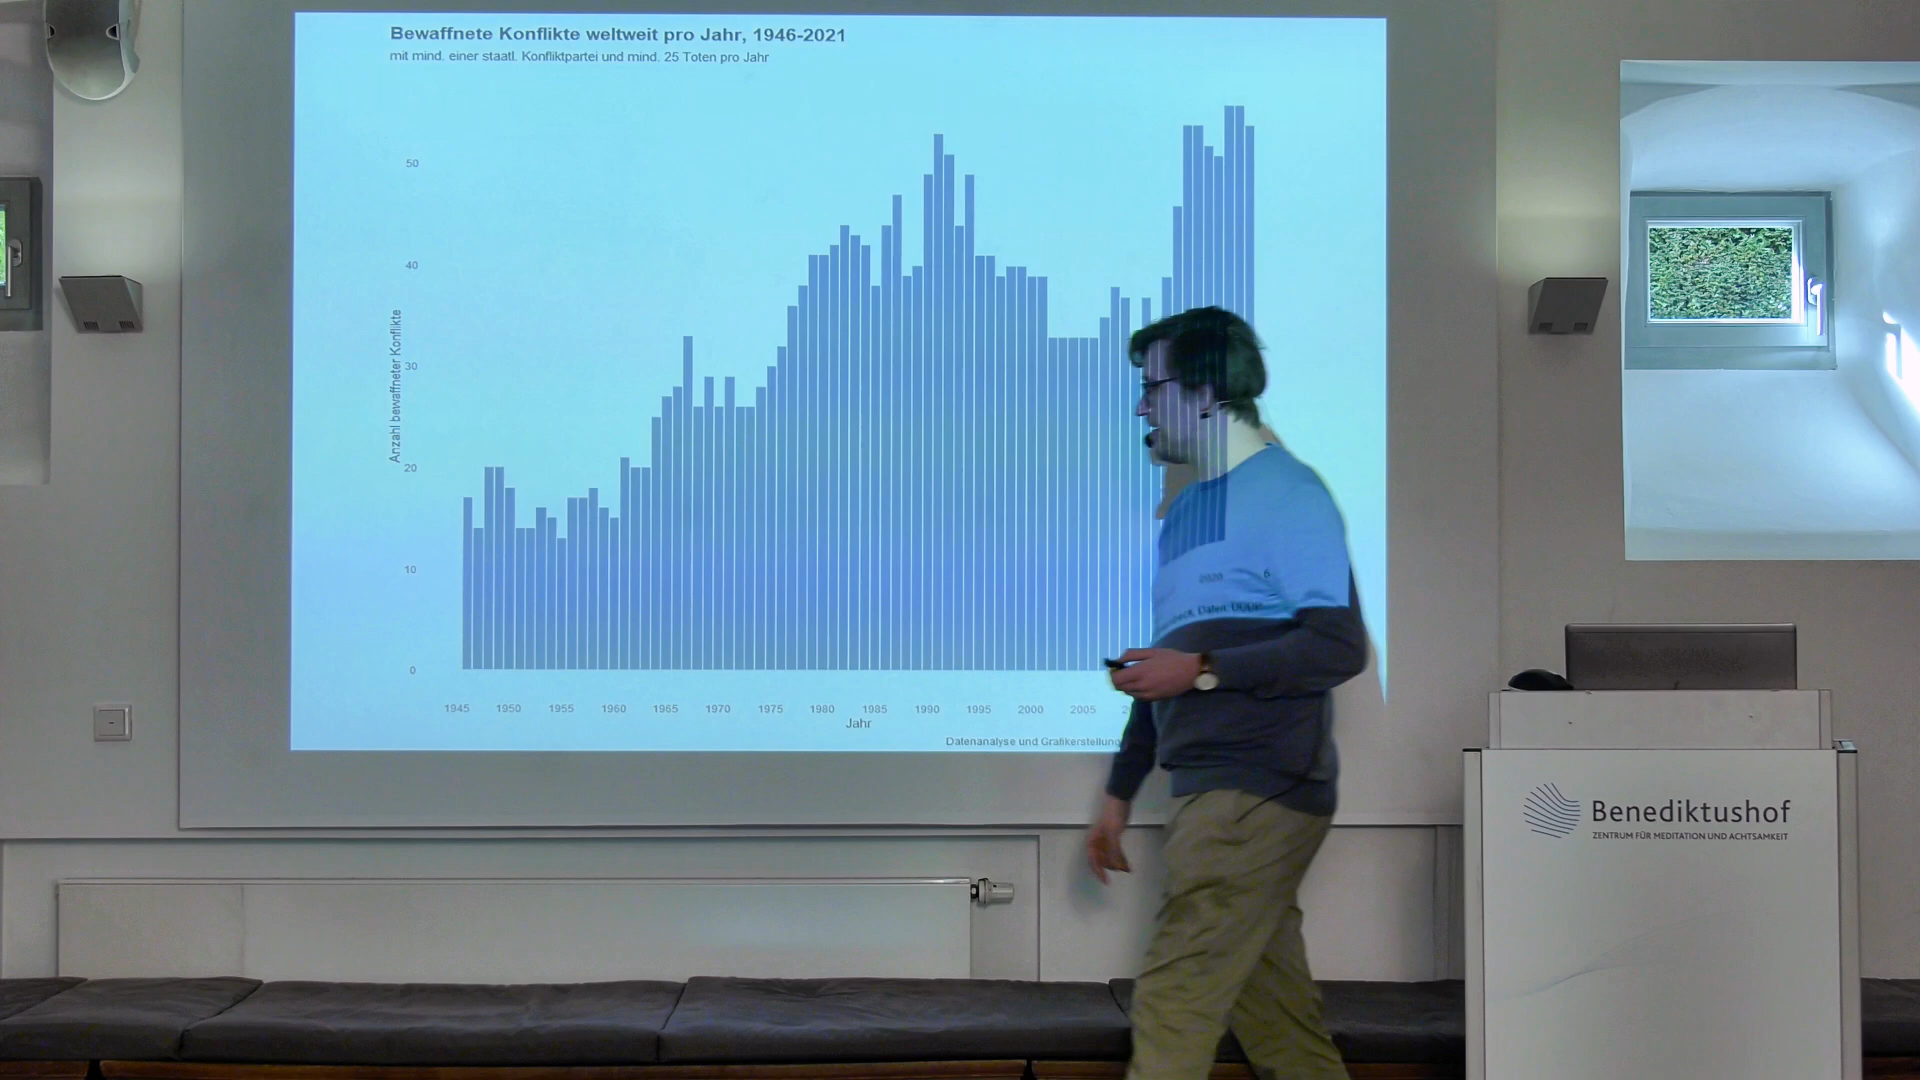 Bewaffnete Konflikte weltweit pro Jahr, 1946-2021
mit mind. einer staatl. Konfliktpartei und mind. 25 Toten pro Jahr
50
40
30
20
10
0
Anzahl bewaffneter Konflikte
1945 1950 1955 1960 1965 1970 1975 1980 1985 1990 1995 2000 2005
2020
Jahr
Datenanalyse und Grafikerstellung
Daten:
Benediktushof
ZENTRUM FÜR MEDITATION UND ACHTSAMKEIT